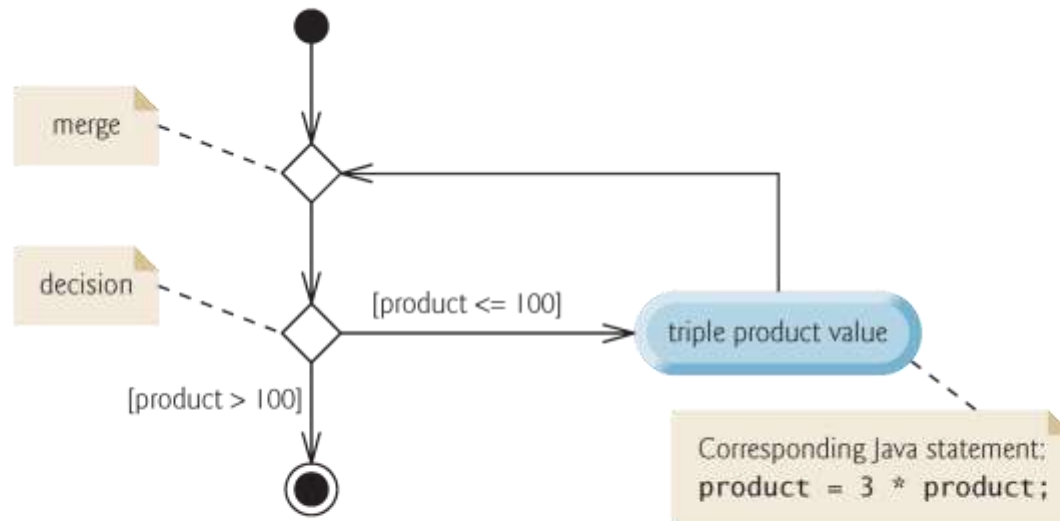 merge
decision
[product <= 100]
triple product value
[product > 100]
Corresponding Java statement:
product = 3 * product;